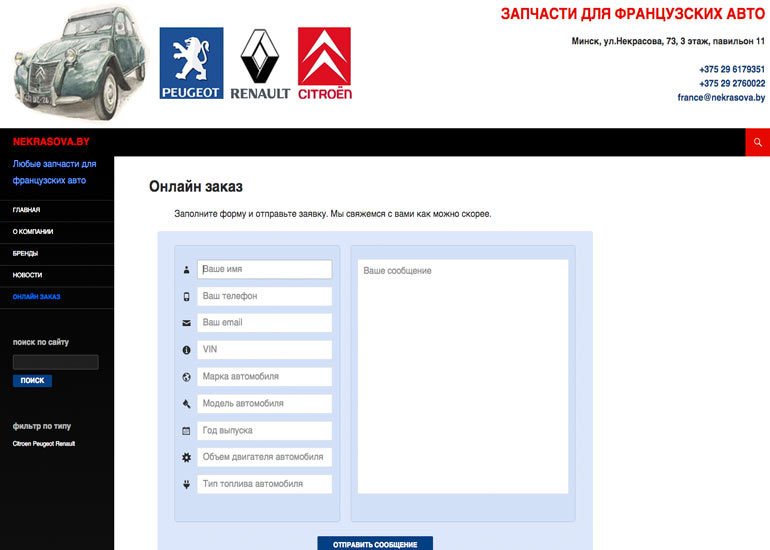 ЗАПЧАСТИ ДЛЯ ФРАНЦУЗСКИХ АВТО
Минск, ул.Некрасова, 73, 3 этаж, павильон 11
+375 29 6179351
+375 29 2760022
france@nekrasova.by
PEUGEOT
RENAULT
CITROËN
NEKRASOVA.BY
Любые запчасти для
французских авто
ГЛАВНАЯ
О КОМПАНИИ
БРЕНДЫ
НОВОСТИ
ОНЛАЙН ЗАКАЗ
поиск по сайту
ПОИСК
фильтр по типу
Citroen Peugeot Renault
Онлайн заказ
Заполните форму и отправьте заявку. Мы свяжемся с вами как можно скорее.
Ваше имя
Ваш телефон
Ваш email
VIN
Марка автомобиля
Модель автомобиля
Год выпуска
Объем двигателя автомобиля
Тип топлива автомобиля
Ваше сообщение
ОТПРАВИТЬ СООБЩЕНИЕ